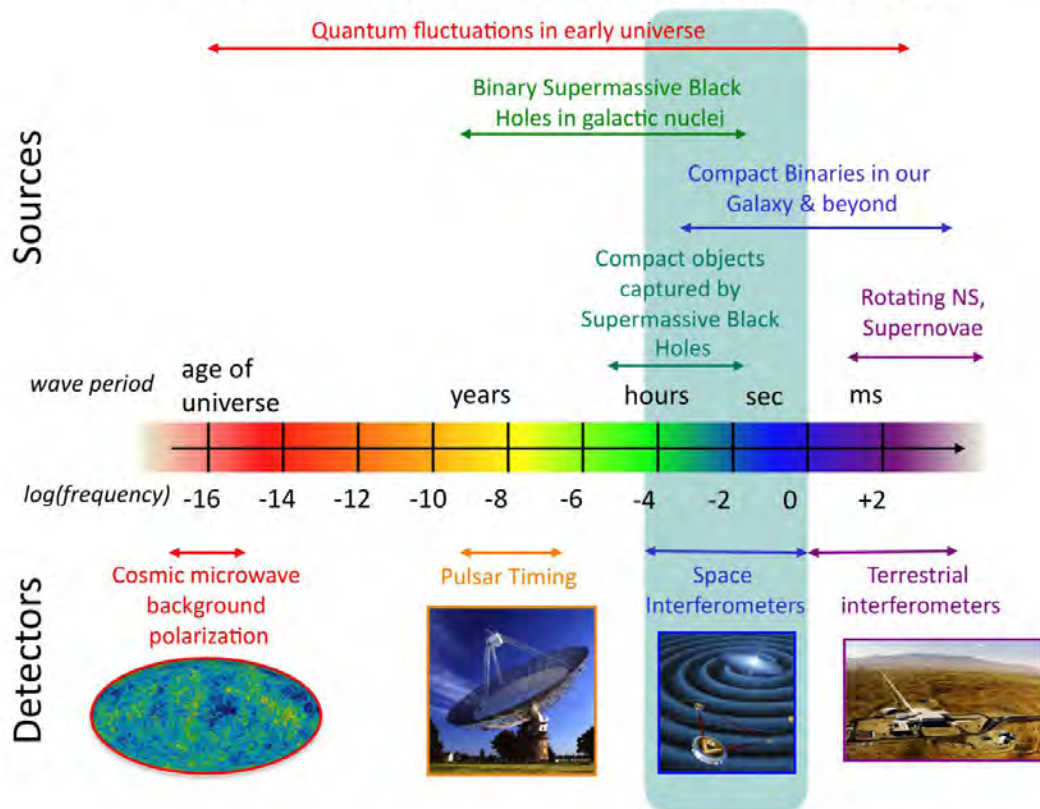 Quantum fluctuations in early universe
Binary Supermassive Black
Holes in galactic nuclei
Compact Binaries in our
Galaxy & beyond
Compact objects
captured by
Supermassive Black
Holes
Rotating NS,
Supernovae
Sources
wave period
age of
universe
years
hours
sec
ms
log(frequency)
-16
-14
-12
-10
-8
-6
-4
-2
0
+2
Detectors
Cosmic microwave
background
polarization
Pulsar Timing
Space
Interferometers
Terrestrial
interferometers